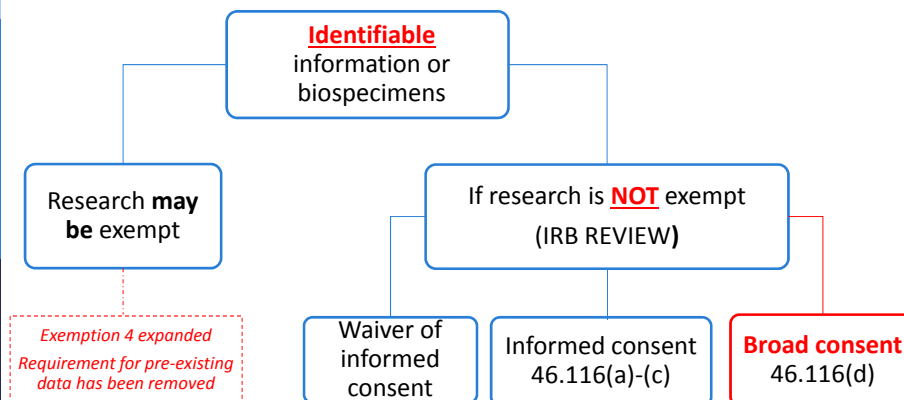 Identifiable
information or
biospecimens
Research may
be exempt
If research is NOT exempt
(IRB REVIEW)
Exemption 4 expanded
Requirement for pre-existing
data has been removed
Waiver of
informed
consent
Informed consent
46.116(a)-(c)
Broad consent
46.116(d)